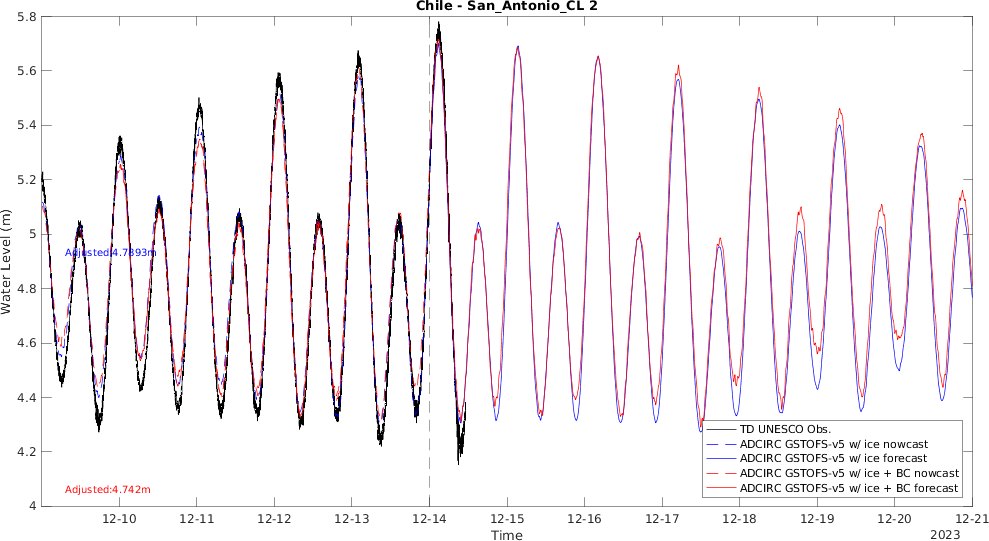 Chile - San_Antonio_CL 2
Water Level (m)
5.8
5.6
5.4
5.2
5
4.8
4.6
4.4
4.2
4
Adjusted:4.7393m
Adjusted:4.742m
TD UNESCO Obs.
ADCIRC GSTOFS-v5 w/ ice nowcast
ADCIRC GSTOFS-v5 w/ ice forecast
ADCIRC GSTOFS-v5 w/ ice + BC nowcast
ADCIRC GSTOFS-v5 w/ ice + BC forecast
12-10 12-11 12-12 12-13 12-14 12-15 12-16 12-17 12-18 12-19 12-20 12-21
Time
2023